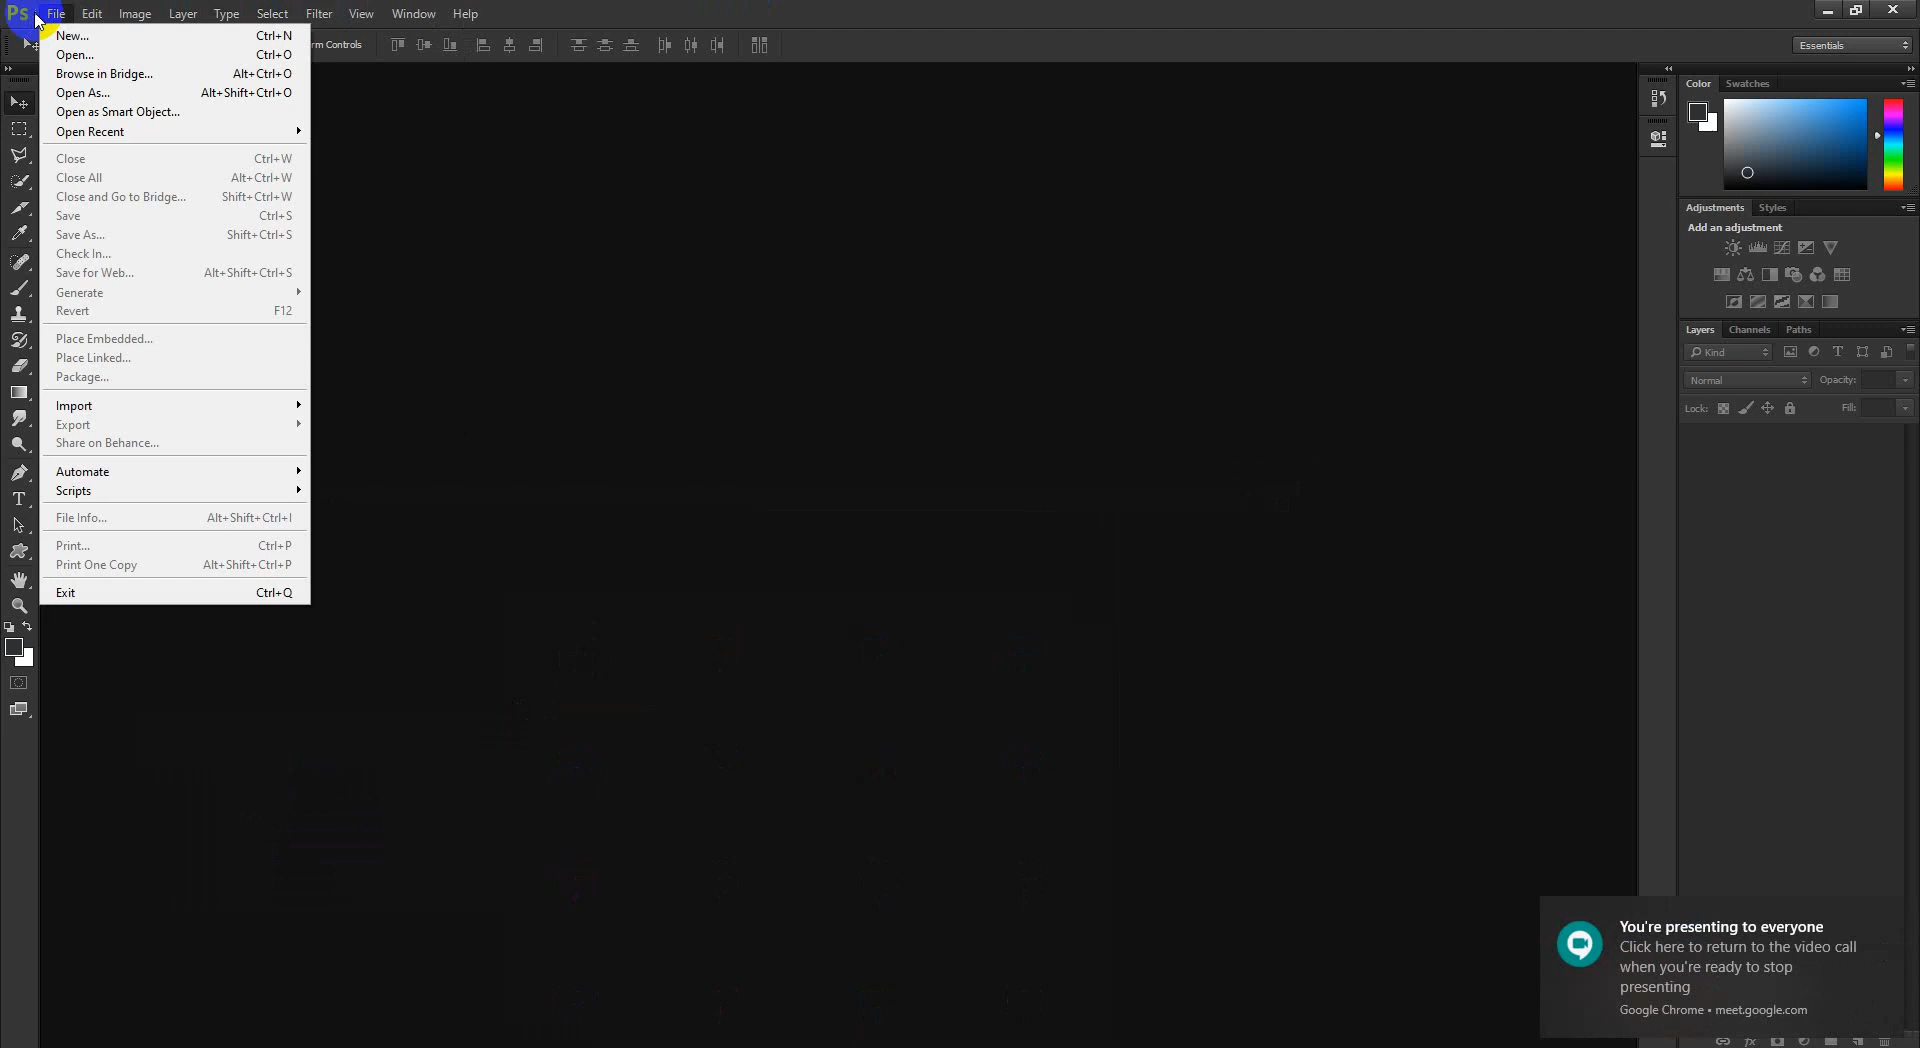 Ps
File Edit Image Layer Type Select Filter View Window Help
rm Controls
Essentials
New... Ctrl+N
Open... Ctrl+O
Browse in Bridge... Alt+Ctrl+O
Open As... Alt+Shift+Ctrl+O
Open as Smart Object...
Open Recent
Close Ctrl+W
Close All Alt+Ctrl+W
Close and Go to Bridge... Shift+Ctrl+W
Save Ctrl+S
Save As... Shift+Ctrl+S
Check In...
Save for Web... Alt+Shift+Ctrl+S
Generate
Revert F12
Place Embedded...
Place Linked...
Package...
Import
Export
Share on Behance...
Automate
Scripts
File Info... Alt+Shift+Ctrl+I
Print... Ctrl+P
Print One Copy Alt+Shift+Ctrl+P
Exit Ctrl+Q
Color Swatches
Adjustments Styles
Add an adjustment
Layers Channels Paths
Kind
Normal Opacity:
Lock: Fill:
You're presenting to everyone
Click here to return to the video call
when you're ready to stop
presenting
Google Chrome • meet.google.com